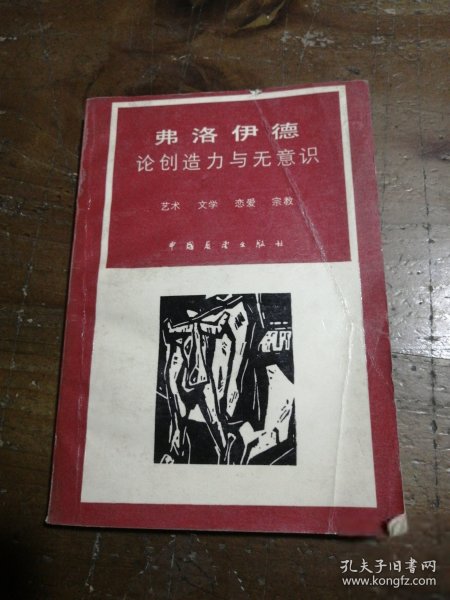 弗洛伊德
论创造力与无意识
艺术 文学 恋爱 宗教
中国展望出版社
孔夫子旧书网
www.kongfz.com